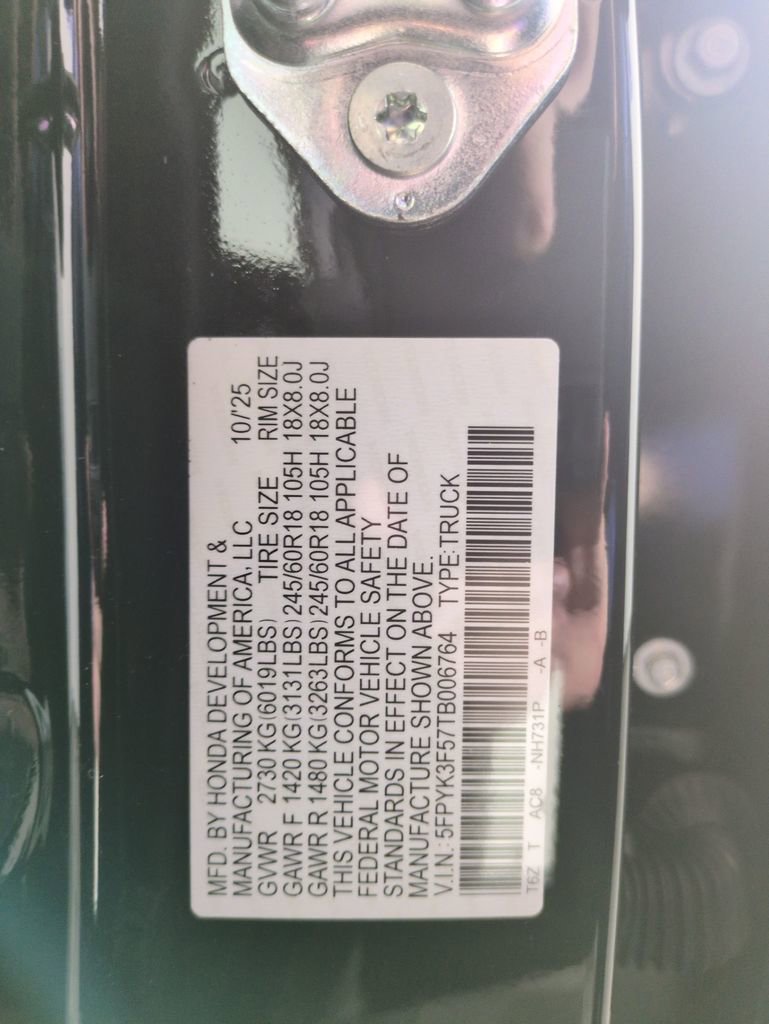 MFD. BY HONDA DEVELOPMENT &
MANUFACTURING OF AMERICA, LLC 10/'25
GVWR 2730 KG(6019LBS) TIRE SIZE RIM SIZE
GAWR F 1420 KG(3131LBS) 245/60R18 105H 18X8.0J
GAWR R 1480 KG(3263LBS) 245/60R18 105H 18X8.0J
THIS VEHICLE CONFORMS TO ALL APPLICABLE
FEDERAL MOTOR VEHICLE SAFETY
STANDARDS IN EFFECT ON THE DATE OF
MANUFACTURE SHOWN ABOVE.
V.I.N.: 5FPYK3F57TB006764 TYPE: TRUCK
T6Z T AC8 -NH731P -A -B